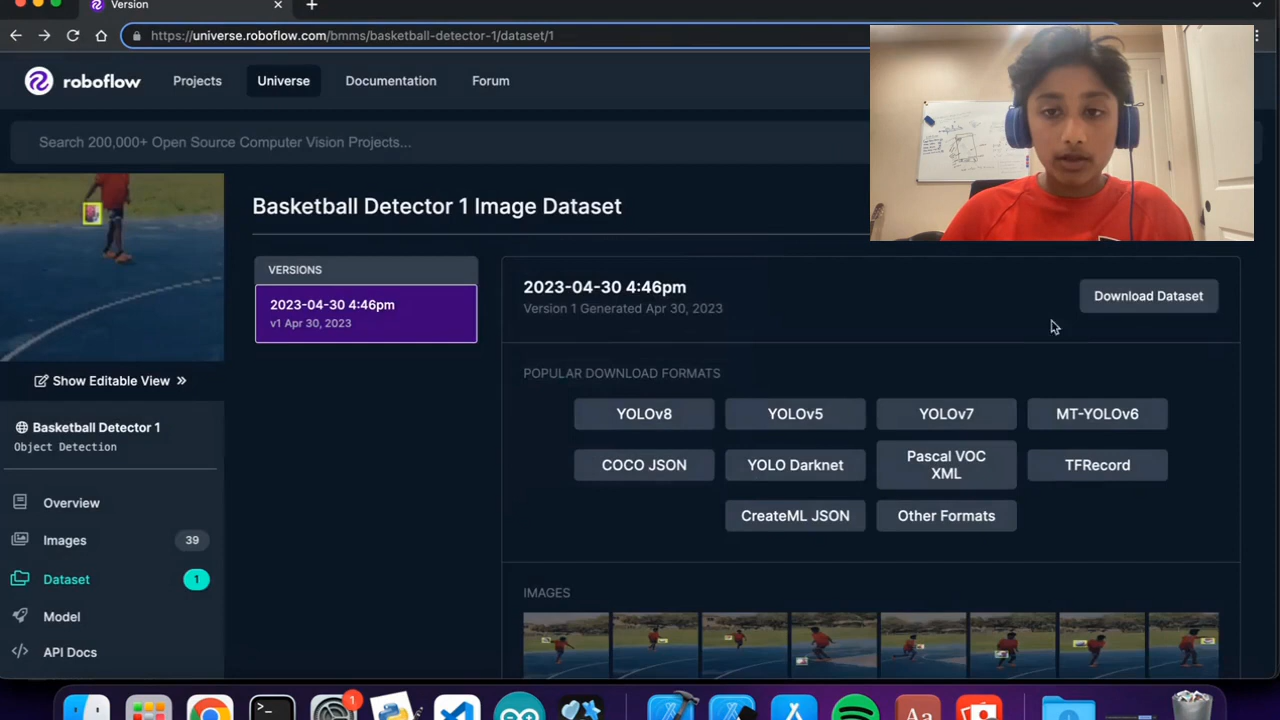 Version
https://universe.roboflow.com/bmms/basketball-detector-1/dataset/1
roboflow
Projects
Universe
Documentation
Forum
Search 200,000+ Open Source Computer Vision Projects...
Basketball Detector 1 Image Dataset
VERSIONS
2023-04-30 4:46pm
v1 Apr 30, 2023
2023-04-30 4:46pm
Version 1 Generated Apr 30, 2023
Download Dataset
POPULAR DOWNLOAD FORMATS
YOLOv8
YOLOv5
YOLOv7
MT-YOLOv6
COCO JSON
YOLO Darknet
Pascal VOC
XML
TFRecord
CreateML JSON
Other Formats
IMAGES
Show Editable View
Basketball Detector 1
Object Detection
Overview
Images
39
Dataset
1
Model
API Docs
1
Aa